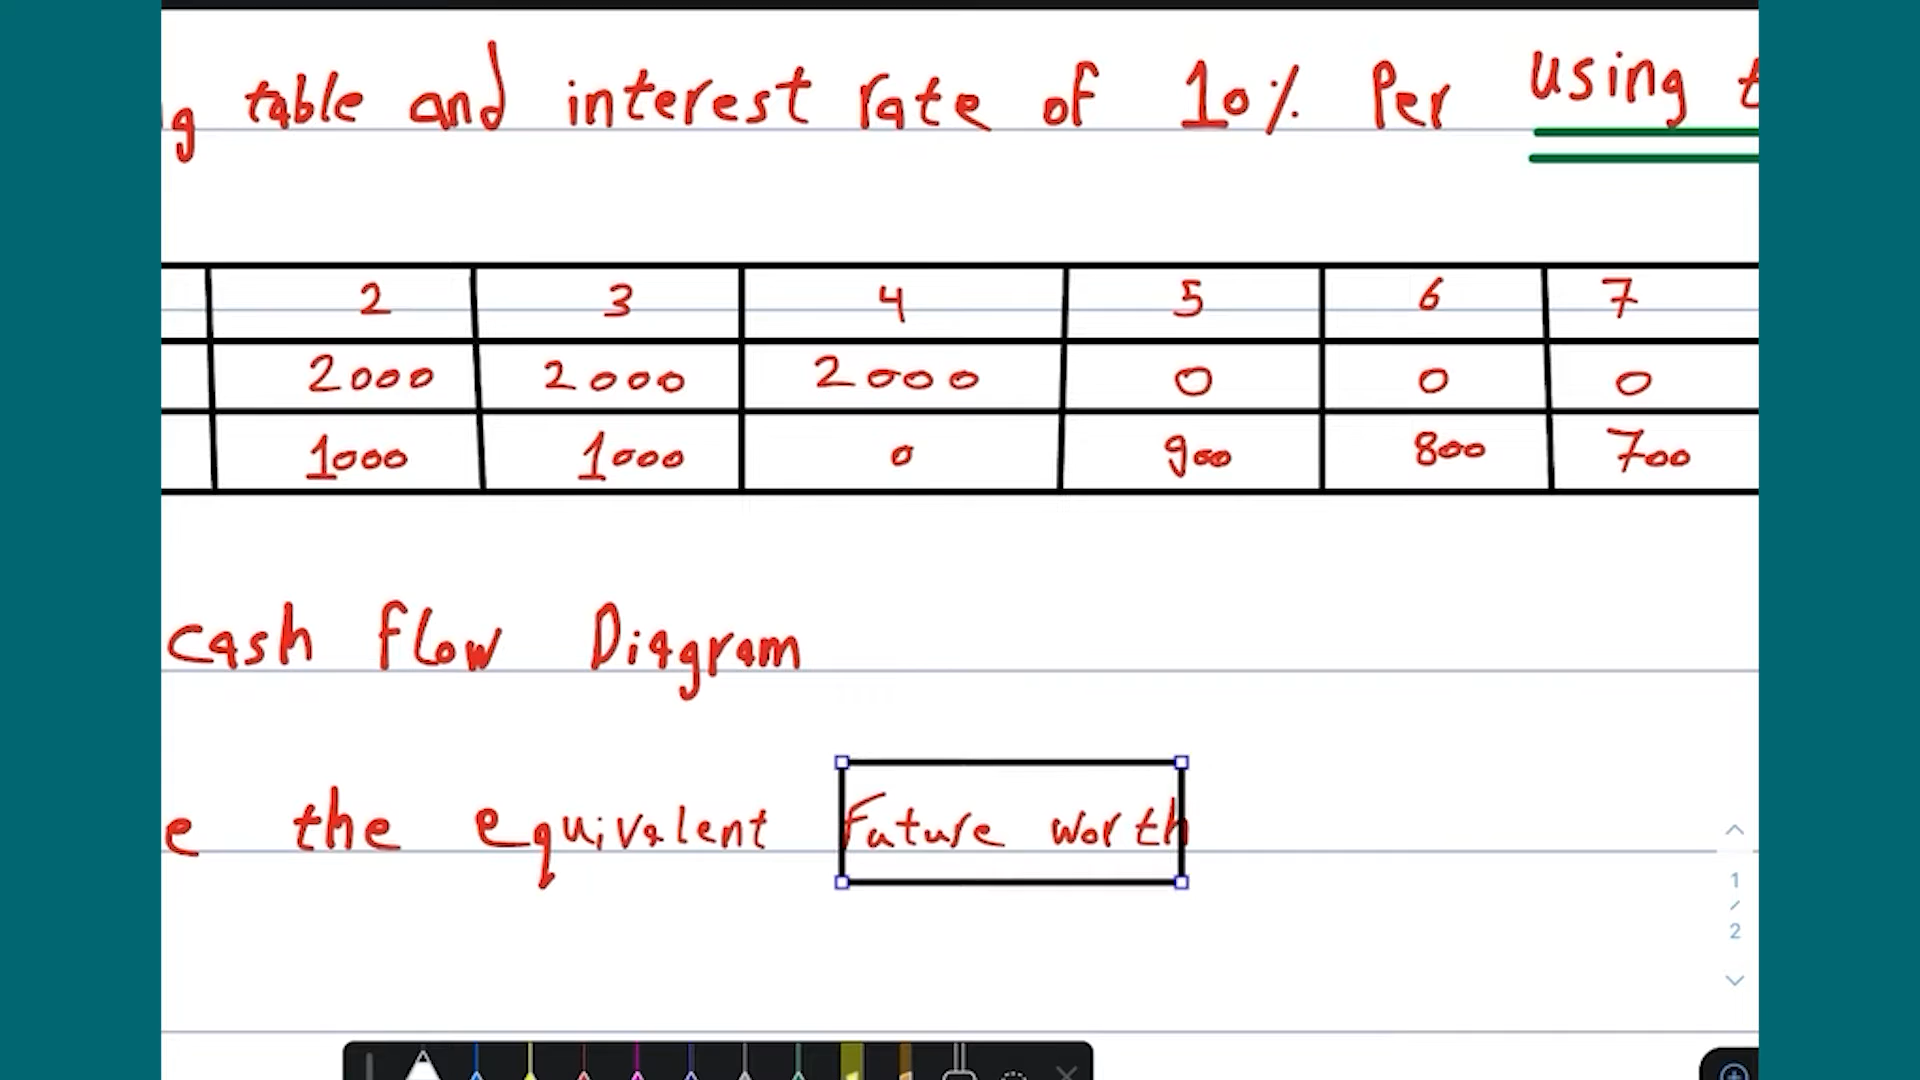 g table and interest rate of 10% Per using t
2 3 4 5 6 7
2000 2000 2000 0 0 0
1000 1000 0 900 800 700
cash flow Diagram
e the equivalent Future worth
1
/
2